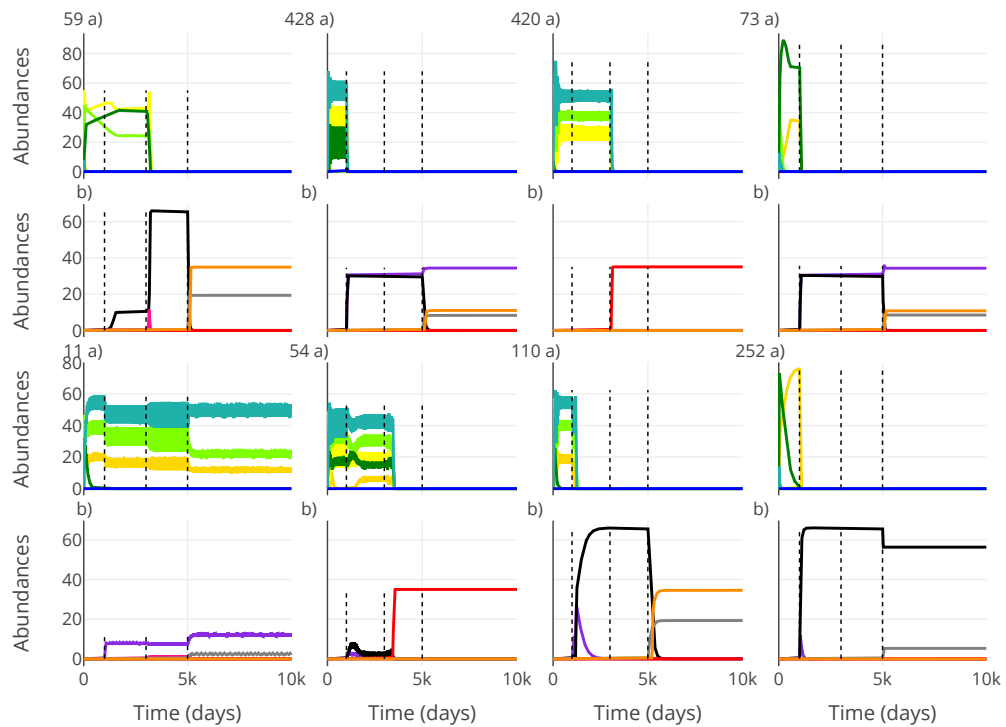 59 a) 428 a) 420 a) 73 a)
80
60
40
20
0
Abundances
b) b) b) b)
60
40
20
0
Abundances
11 a) 54 a) 110 a) 252 a)
80
60
40
20
0
Abundances
b) b) b) b)
60
40
20
0
Abundances
0 5k 10k 0 5k 10k 0 5k 10k 0 5k 10k
Time (days) Time (days) Time (days) Time (days)